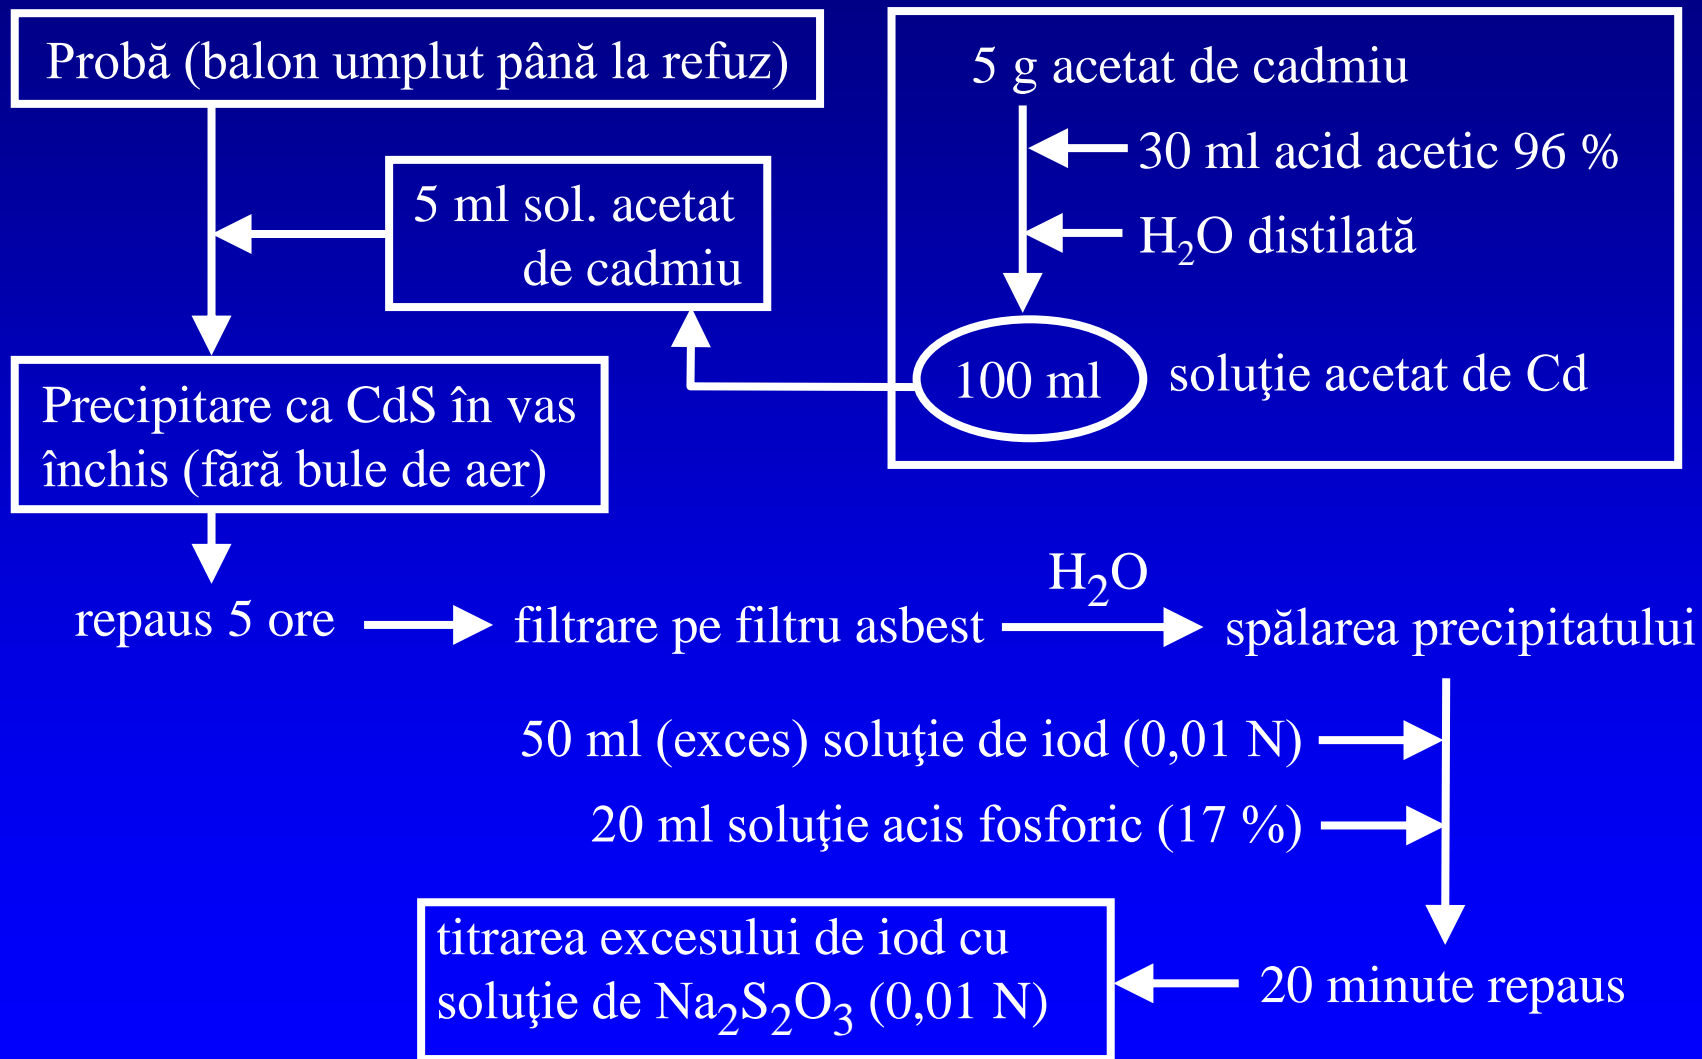 Probă (balon umplut până la refuz)
5 g acetat de cadmiu
30 ml acid acetic 96 %
H₂O distilată
100 ml
soluţie acetat de Cd
5 ml sol. acetat
de cadmiu
Precipitare ca CdS în vas
închis (fără bule de aer)
repaus 5 ore
filtrare pe filtru asbest
H₂O
spălarea precipitatului
50 ml (exces) soluţie de iod (0,01 N)
20 ml soluţie acis fosforic (17 %)
20 minute repaus
titrarea excesului de iod cu
soluţie de Na₂S₂O₃ (0,01 N)